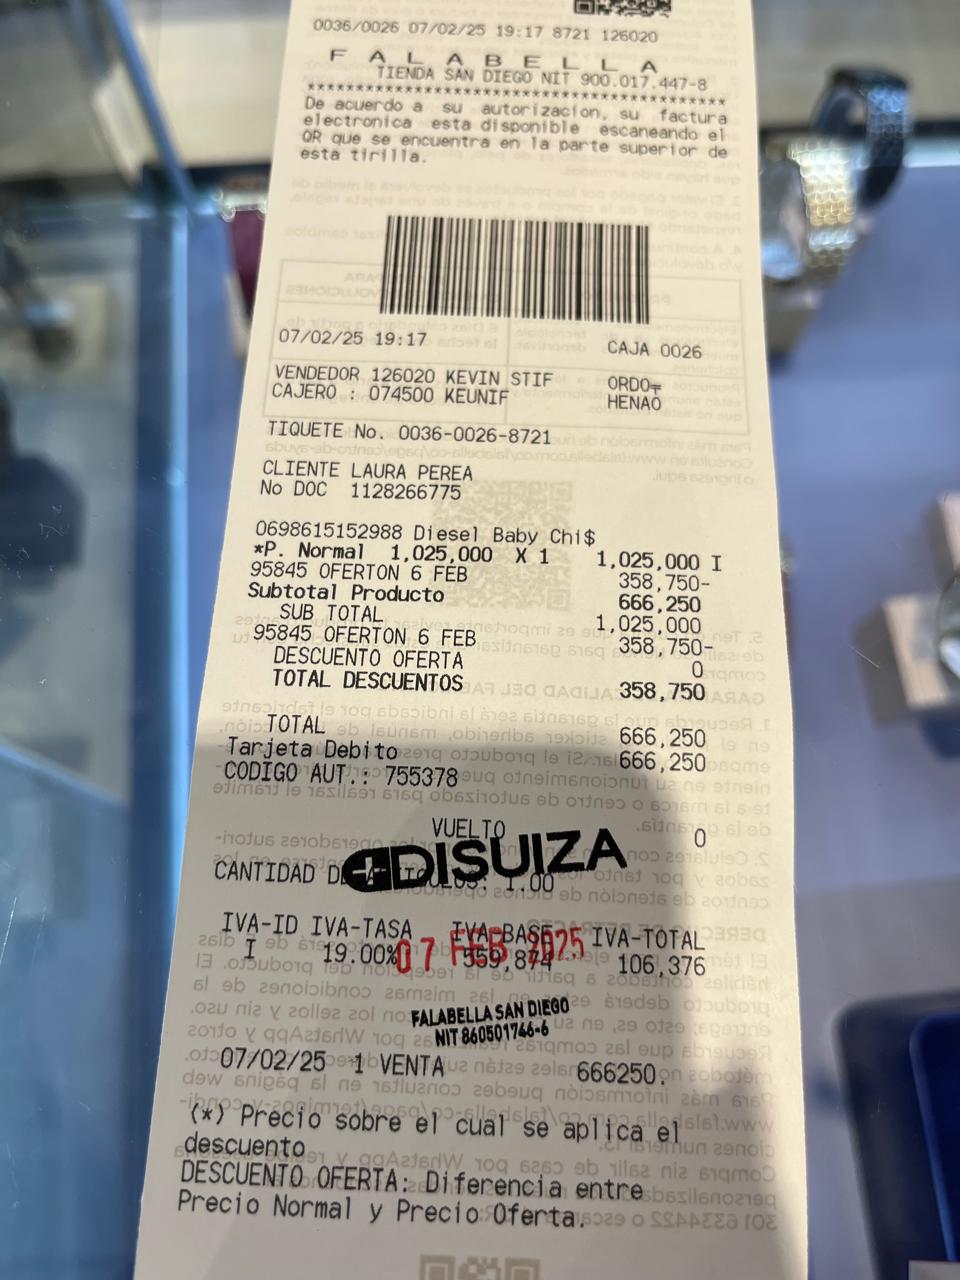 0036/0026 07/02/25 19:17 8721 126020
F A L A B E L L A
TIENDA SAN DIEGO NIT 900.017.447-8
****************************************************
De acuerdo a su autorizacion, su factura
electronica esta disponible escaneando el
QR que se encuentra en la parte superior de
esta tirilla.
07/02/25 19:17 CAJA 0026
VENDEDOR 126020 KEVIN STIF ORDO
CAJERO : 074500 KEUNIF HENAO
TIQUETE No. 0036-0026-8721
CLIENTE LAURA PEREA
No DOC 1128266775
0698615152988 Diesel Baby Chi$
*P. Normal 1,025,000 X 1 1,025,000 I
95845 OFERTON 6 FEB 358,750-
Subtotal Producto 666,250
SUB TOTAL 1,025,000
95845 OFERTON 6 FEB 358,750-
DESCUENTO OFERTA 0
TOTAL DESCUENTOS 358,750
TOTAL 666,250
Tarjeta Debito 666,250
CODIGO AUT.: 755378
VUELTO 0
DISUIZA
CANTIDAD DE 1.00
IVA-ID IVA-TASA IVA-BASE IVA-TOTAL
I 19.00% 559,874 106,376
07 FEB 2025
FALABELLA SAN DIEGO
NIT 860501746-6
07/02/25 1 VENTA 666250.
(*) Precio sobre el cual se aplica el
descuento
DESCUENTO OFERTA: Diferencia entre
Precio Normal y Precio Oferta.